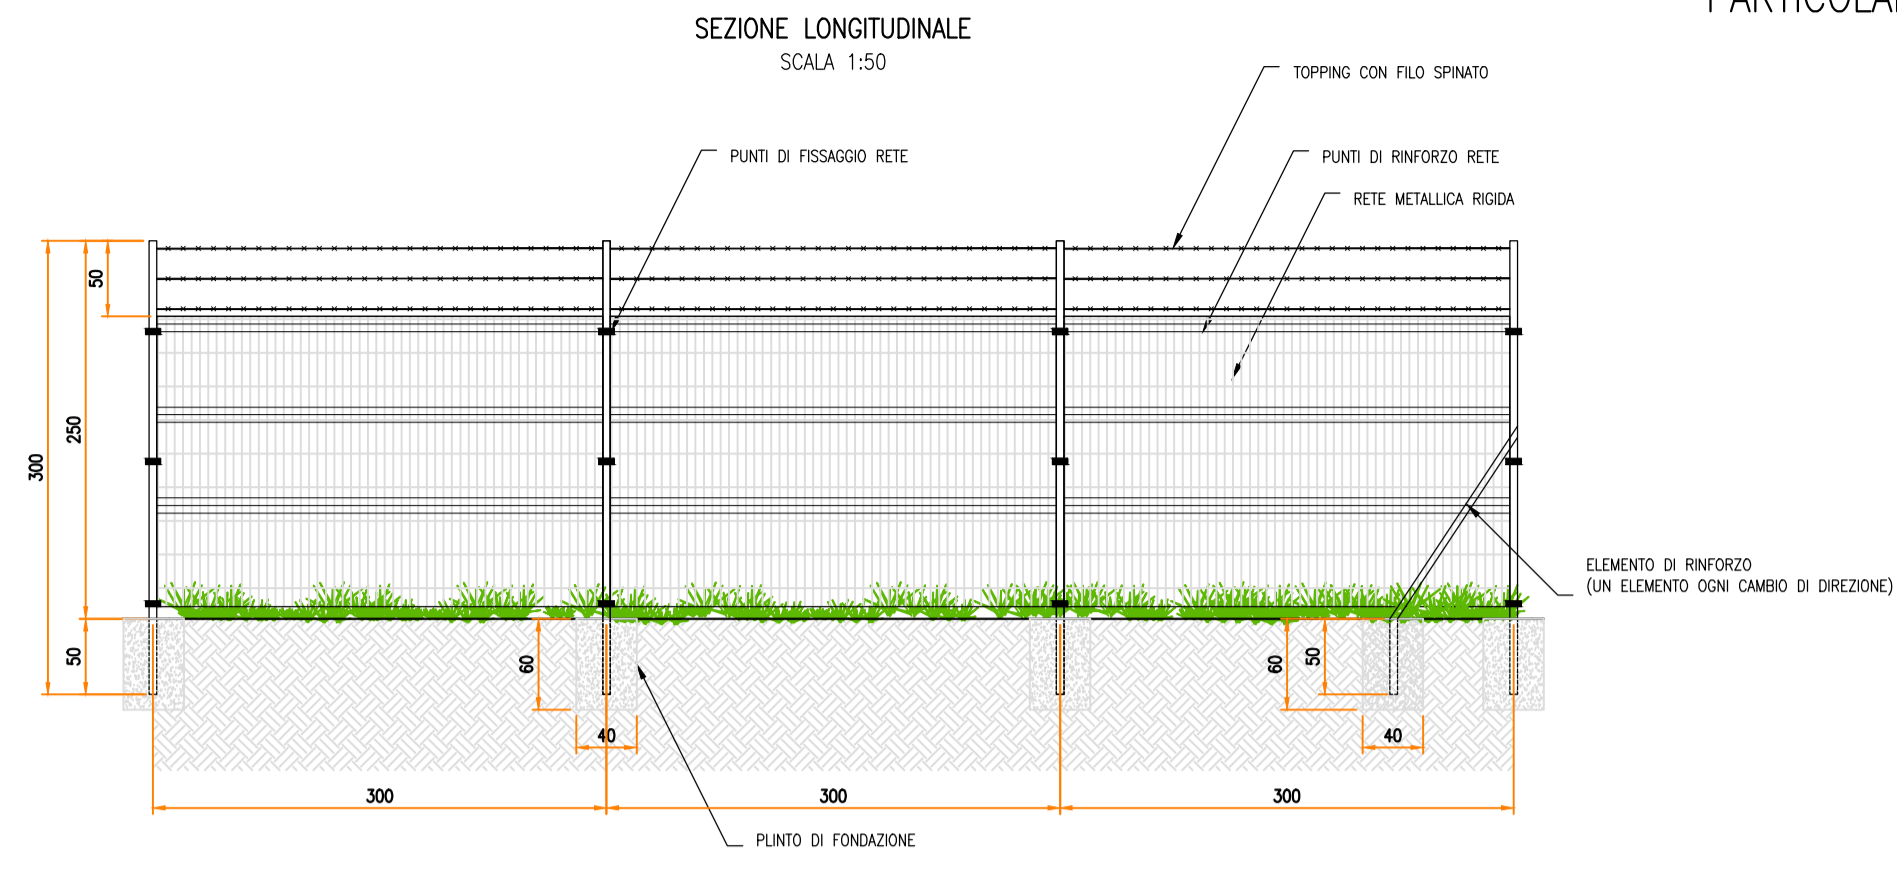 PARTICOLA
SEZIONE LONGITUDINALE
SCALA 1:50
TOPPING CON FILO SPINATO
PUNTI DI FISSAGGIO RETE
PUNTI DI RINFORZO RETE
RETE METALLICA RIGIDA
50
250
300
ELEMENTO DI RINFORZO
(UN ELEMENTO OGNI CAMBIO DI DIREZIONE)
50
60
60
50
40
40
300
300
300
PLINTO DI FONDAZIONE